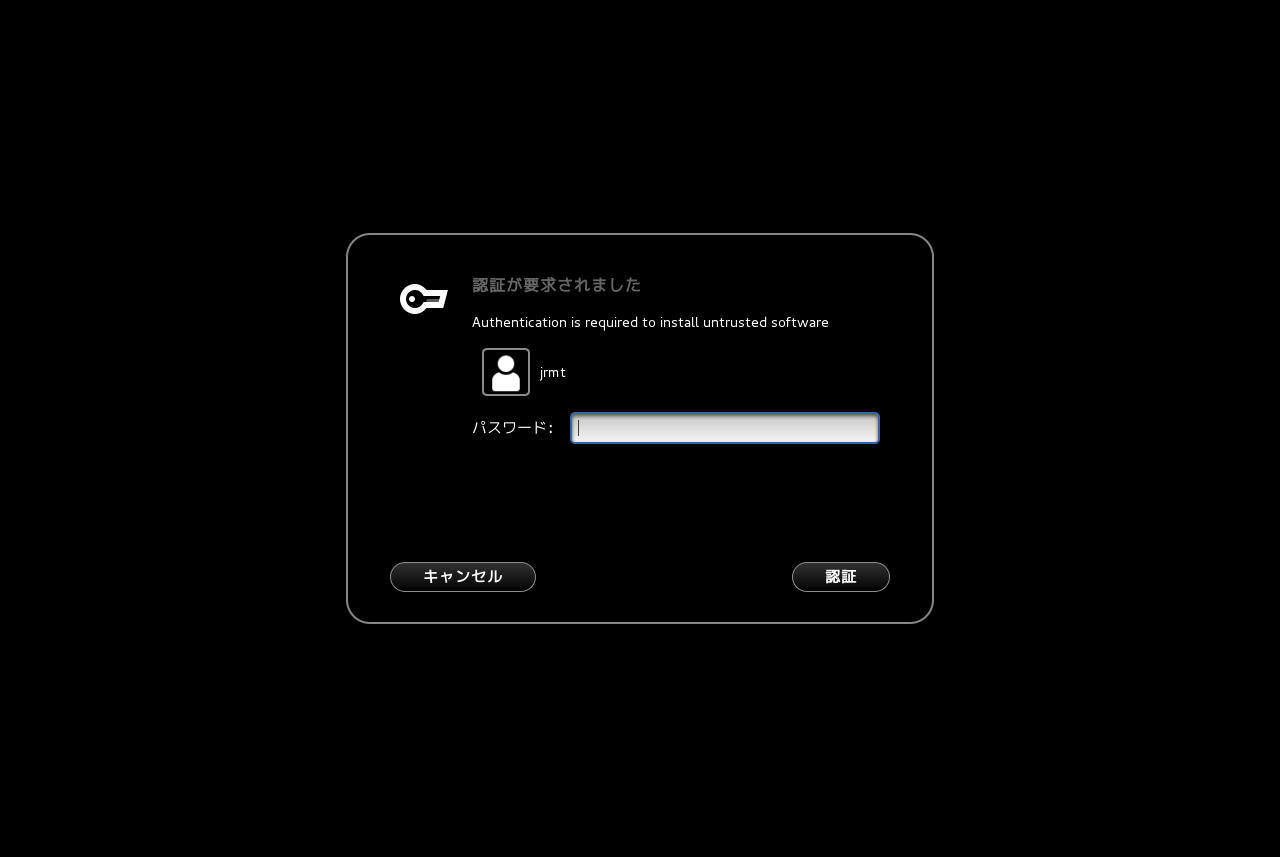 認証が要求されました
Authentication is required to install untrusted software
jrmt
パスワード:
キャンセル
認証